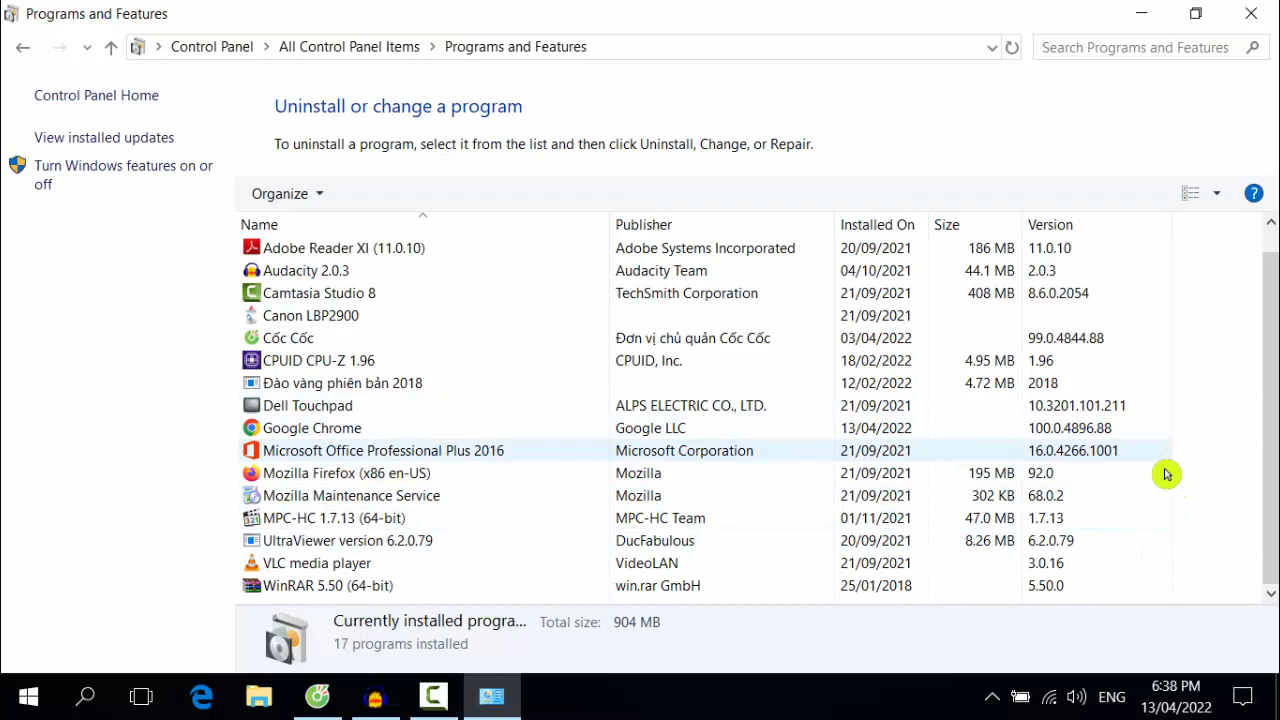 Programs and Features
Control Panel > All Control Panel Items > Programs and Features
Search Programs and Features
Control Panel Home
View installed updates
Turn Windows features on or
off
Uninstall or change a program
To uninstall a program, select it from the list and then click Uninstall, Change, or Repair.
Organize
Name Publisher Installed On Size Version
Adobe Reader XI (11.0.10) Adobe Systems Incorporated 20/09/2021 186 MB 11.0.10
Audacity 2.0.3 Audacity Team 04/10/2021 44.1 MB 2.0.3
Camtasia Studio 8 TechSmith Corporation 21/09/2021 408 MB 8.6.0.2054
Canon LBP2900 21/09/2021
Cốc Cốc Đơn vị chủ quản Cốc Cốc 03/04/2022 99.0.4844.88
CPUID CPU-Z 1.96 CPUID, Inc. 18/02/2022 4.95 MB 1.96
Đào vàng phiên bản 2018 12/02/2022 4.72 MB 2018
Dell Touchpad ALPS ELECTRIC CO., LTD. 21/09/2021 10.3201.101.211
Google Chrome Google LLC 13/04/2022 100.0.4896.88
Microsoft Office Professional Plus 2016 Microsoft Corporation 21/09/2021 16.0.4266.1001
Mozilla Firefox (x86 en-US) Mozilla 21/09/2021 195 MB 92.0
Mozilla Maintenance Service Mozilla 21/09/2021 302 KB 68.0.2
MPC-HC 1.7.13 (64-bit) MPC-HC Team 01/11/2021 47.0 MB 1.7.13
UltraViewer version 6.2.0.79 DucFabulous 20/09/2021 8.26 MB 6.2.0.79
VLC media player VideoLAN 21/09/2021 3.0.16
WinRAR 5.50 (64-bit) win.rar GmbH 25/01/2018 5.50.0
Currently installed progra... Total size: 904 MB
17 programs installed
ENG
6:38 PM
13/04/2022